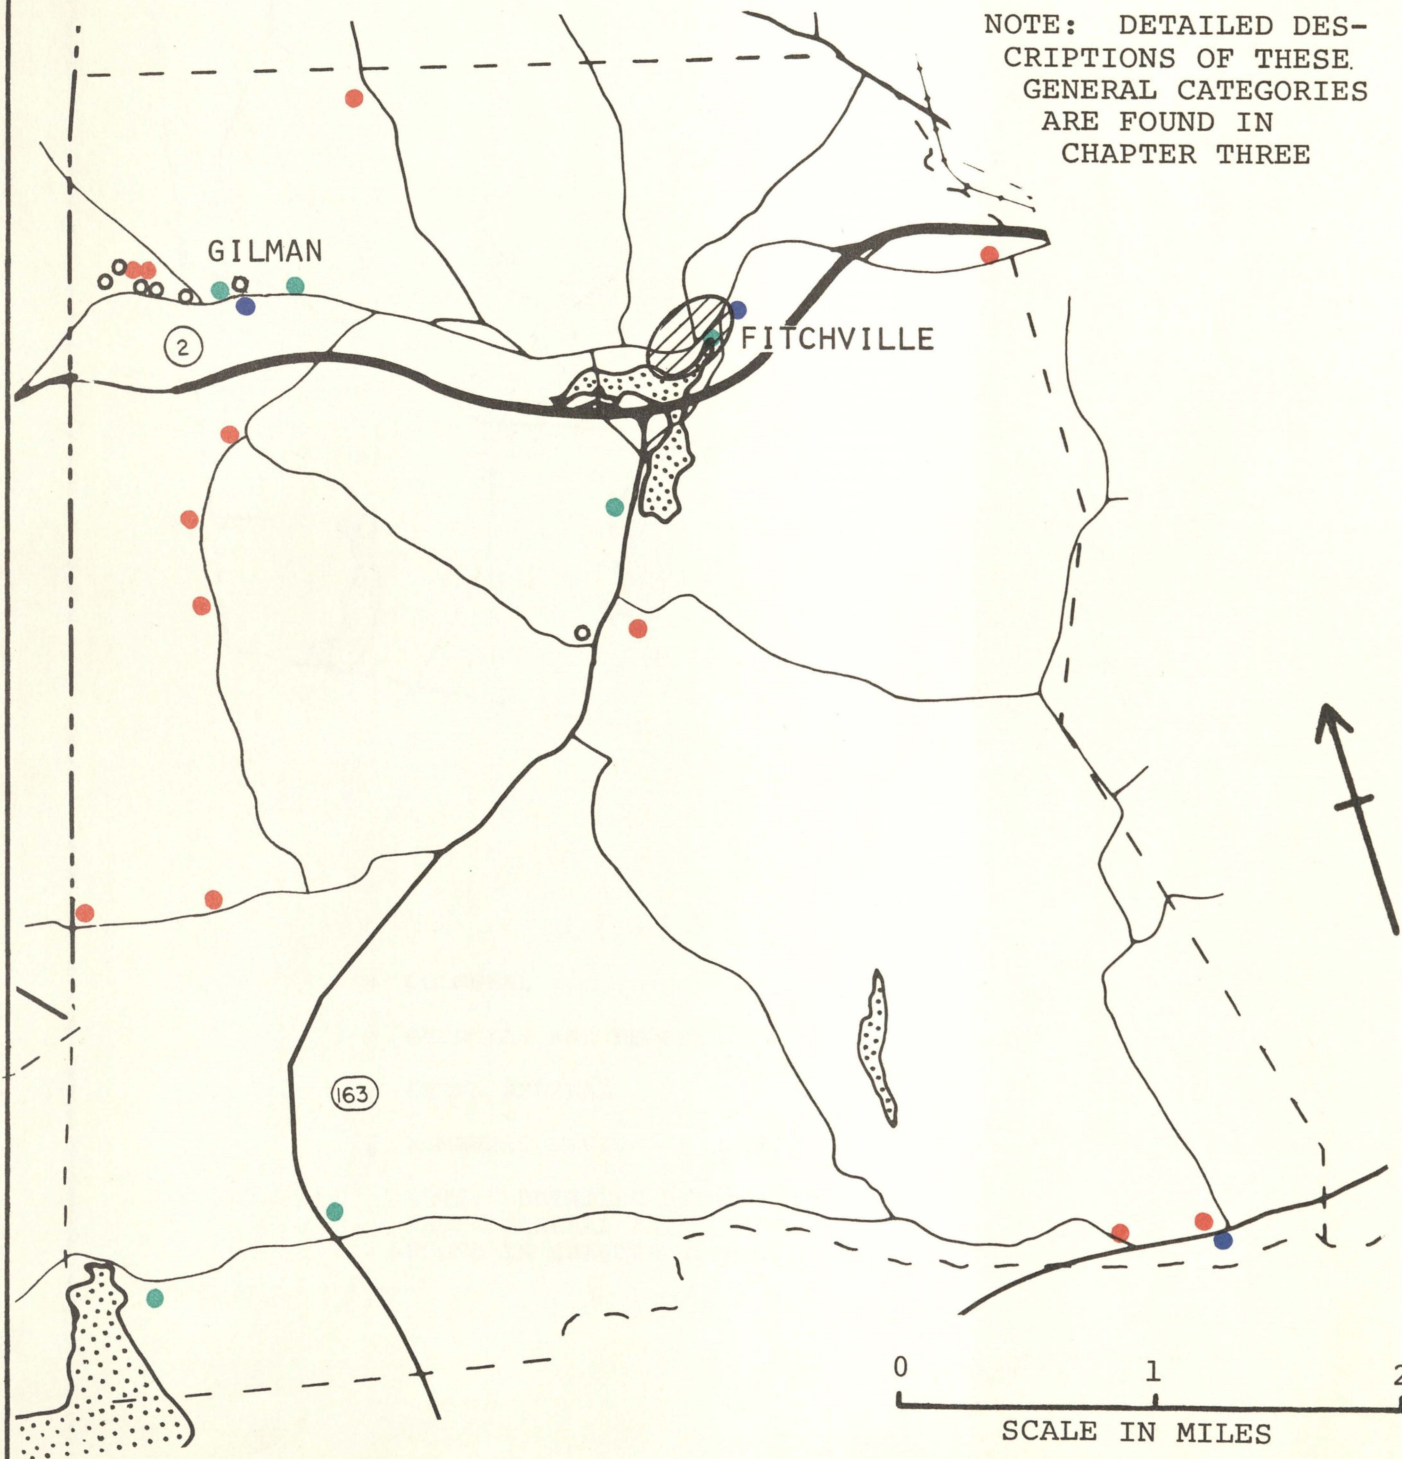 NOTE: DETAILED DES-
CRIPTIONS OF THESE.
GENERAL CATEGORIES
ARE FOUND IN
CHAPTER THREE
GILMAN
2
FITCHVILLE
163
0 1 2
SCALE IN MILES